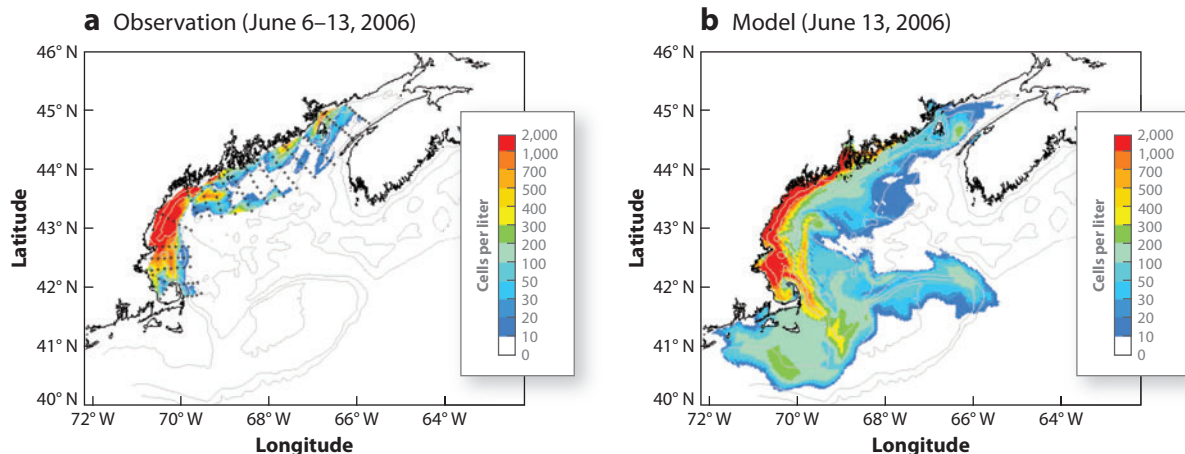 a Observation (June 6–13, 2006)
46° N
45° N
44° N
43° N
42° N
41° N
40° N
Latitude
72° W
70° W
68° W
66° W
64° W
Longitude
2,000
1,000
700
500
400
300
200
100
50
30
20
10
0
Cells per liter
b Model (June 13, 2006)
46° N
45° N
44° N
43° N
42° N
41° N
40° N
Latitude
72° W
70° W
68° W
66° W
64° W
Longitude
2,000
1,000
700
500
400
300
200
100
50
30
20
10
0
Cells per liter